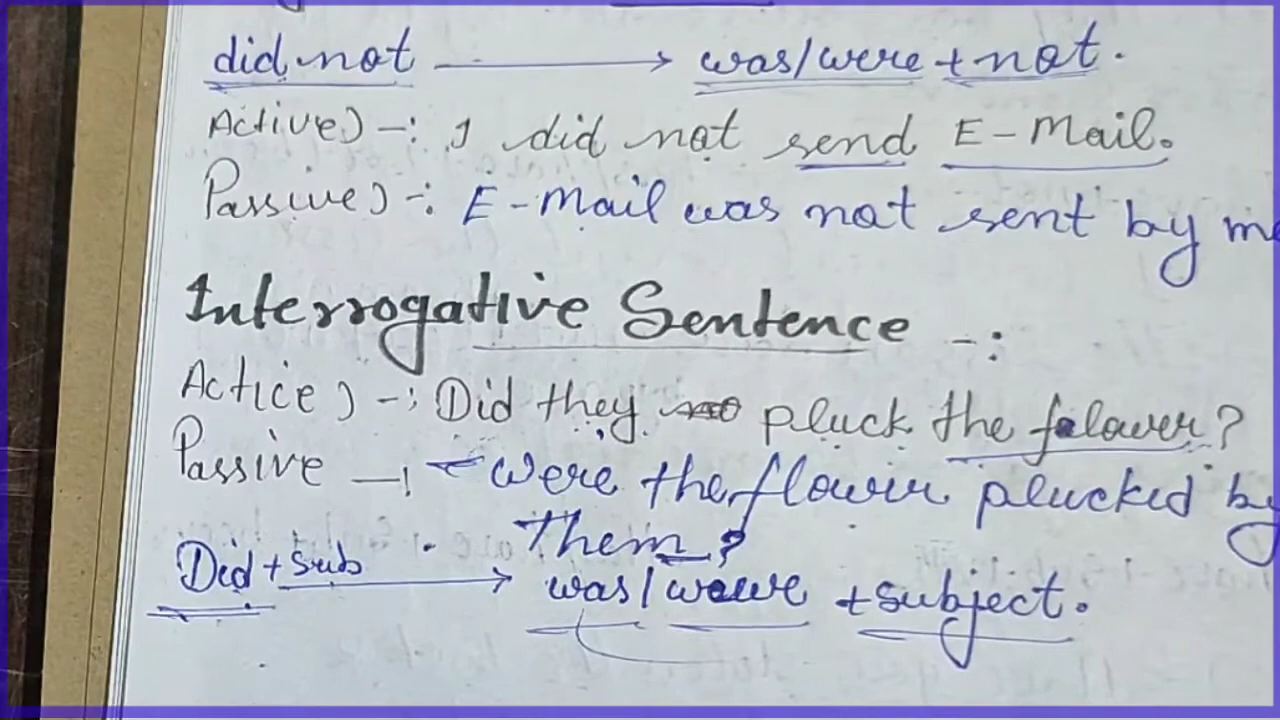 did not → was/were + not.
Active) -: I did not send E-Mail.
Passive) -: E-Mail was not sent by me
Interrogative Sentence -:
Actice) -: Did they pluck the flower?
Passive -: were the flower plucked by
them?
Did + sub → was/were + subject.